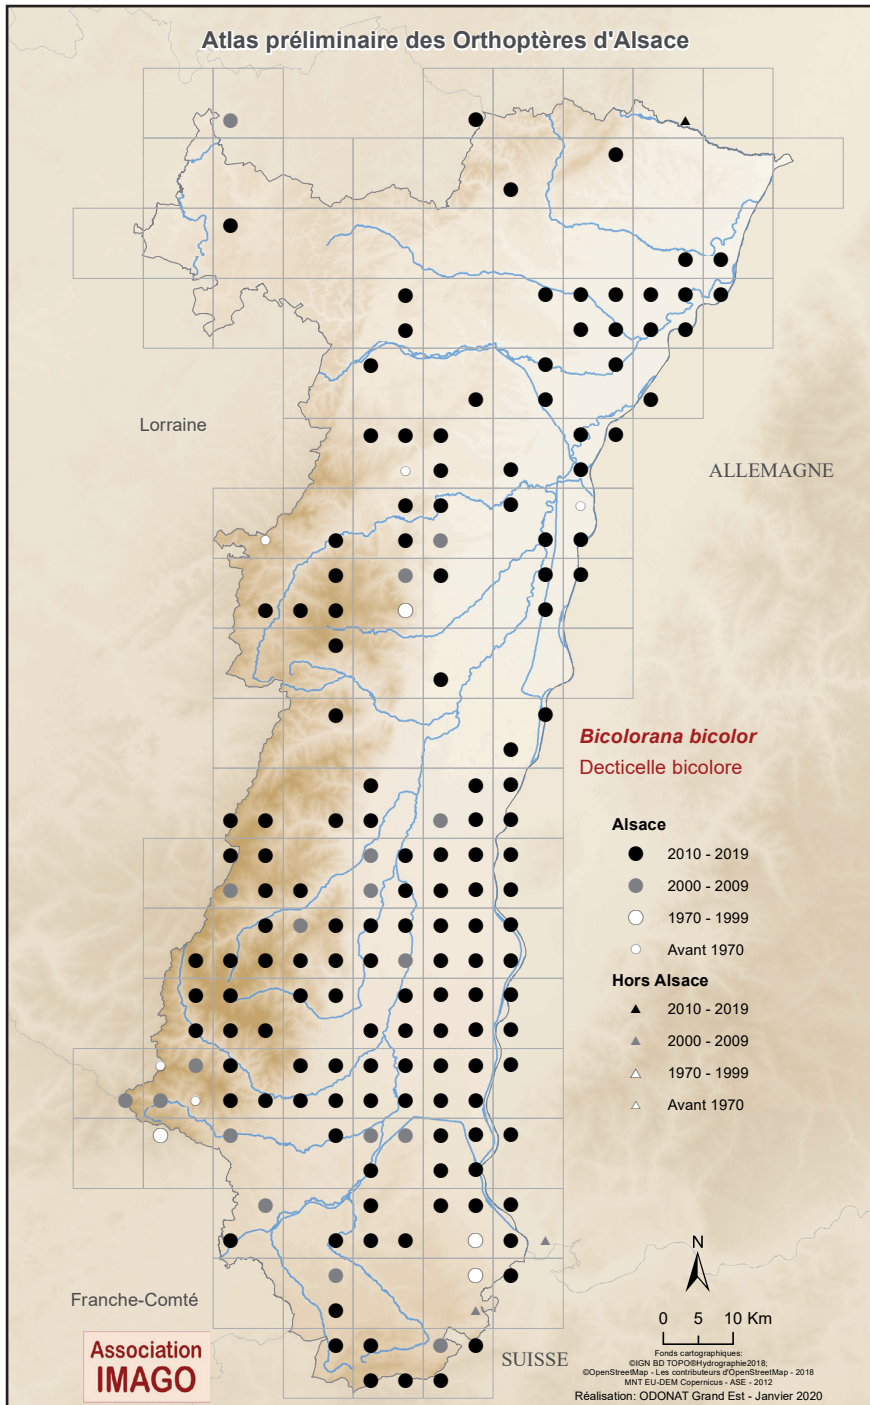 Atlas préliminaire des Orthoptères d'Alsace
Lorraine
ALLEMAGNE
Bicolorana bicolor
Decticelle bicolore
Alsace
2010 - 2019
2000 - 2009
1970 - 1999
Avant 1970
Hors Alsace
2010 - 2019
2000 - 2009
1970 - 1999
Avant 1970
N
0 5 10 Km
Franche-Comté
Association
IMAGO
SUISSE
Fonds cartographiques:
©IGN BD TOPO®Hydrographie2018;
©OpenStreetMap - Les contributeurs d'OpenStreetMap - 2018
MNT EU-DEM Copernicus - ASE - 2012
Réalisation: ODONAT Grand Est - Janvier 2020